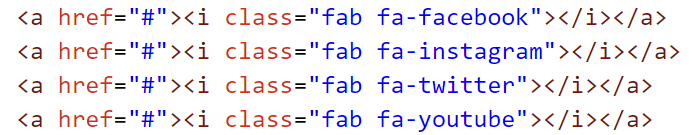 <a href="#"><i class="fab fa-facebook"></i></a>
<a href="#"><i class="fab fa-instagram"></i></a>
<a href="#"><i class="fab fa-twitter"></i></a>
<a href="#"><i class="fab fa-youtube"></i></a>